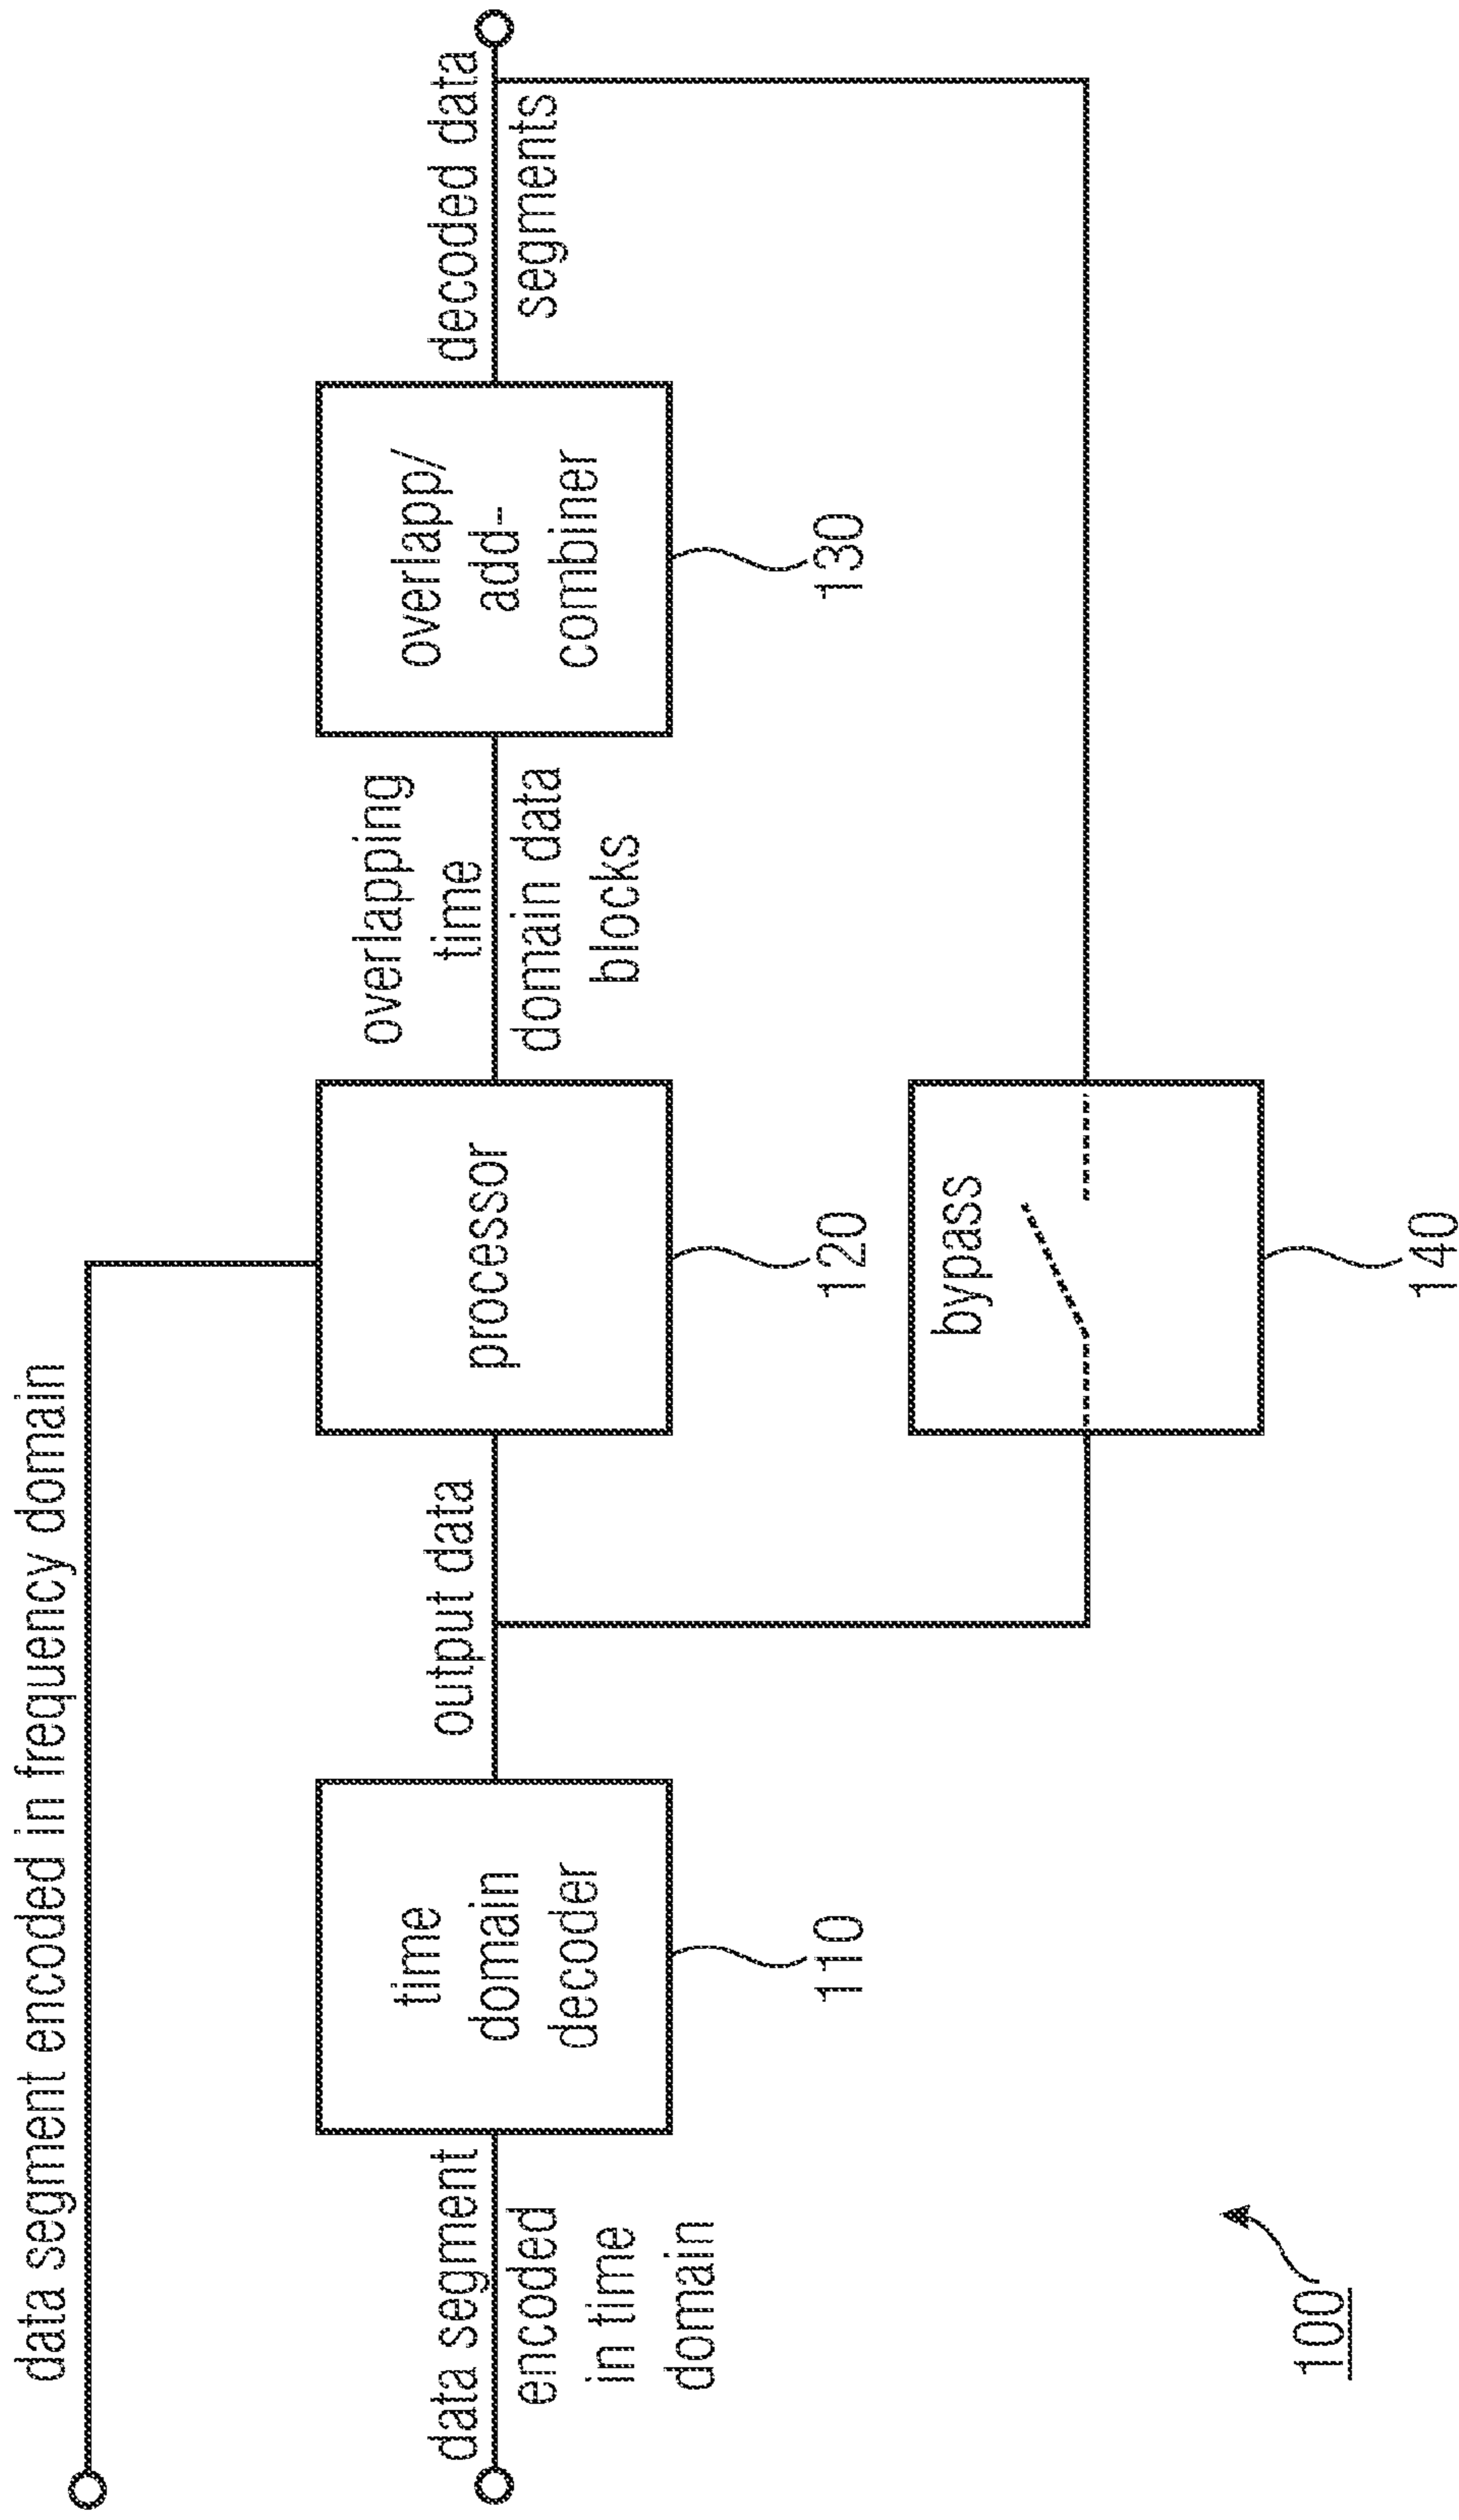 data segment encoded in frequency domain
data segment
encoded
in time
domain
time
domain
decoder
110
output data
processor
120
overlapping
time
domain data
blocks
overlapp/
add-
combiner
130
decoded data
segments
bypass
140
100